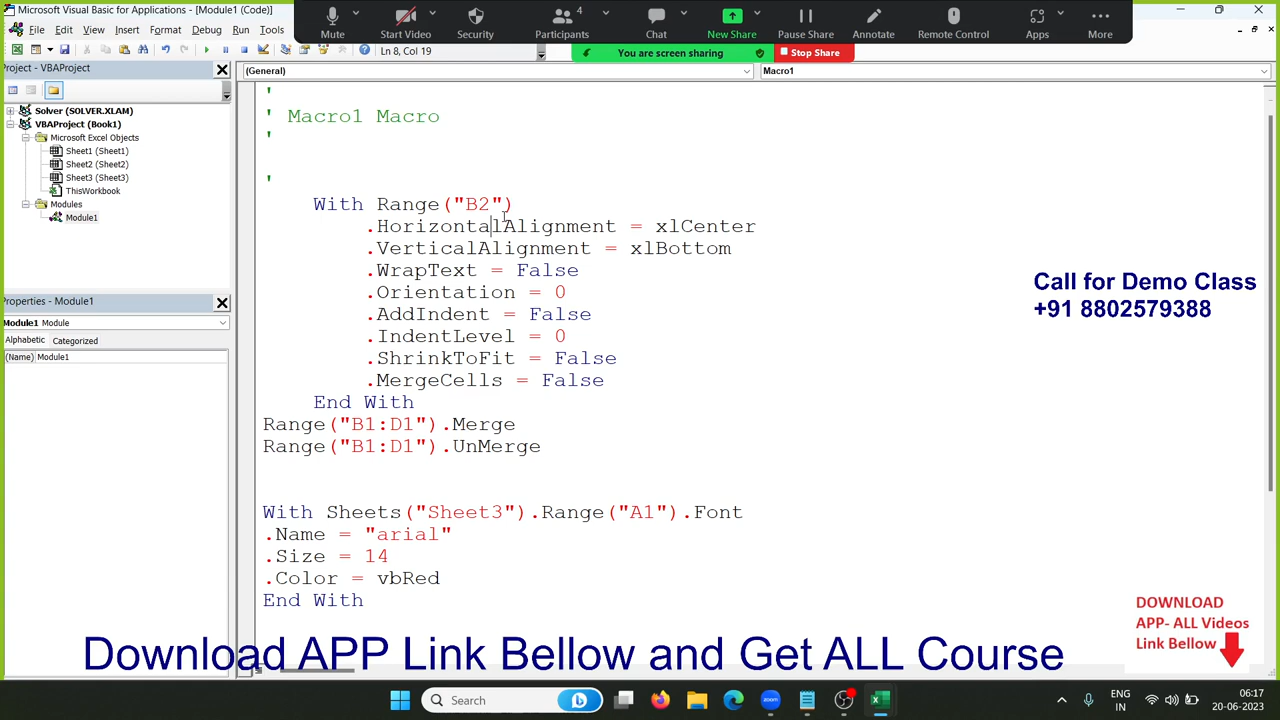 Microsoft Visual Basic for Applications - [Module1 (Code)]
File Edit View Insert Format Debug Run Tools
Ln 8, Col 19
Mute
Start Video
Security
4
Participants
Chat
New Share
Pause Share
Annotate
Remote Control
Apps
More
You are screen sharing
Stop Share
Project - VBAProject
Solver (SOLVER.XLAM)
VBAProject (Book1)
Microsoft Excel Objects
Sheet1 (Sheet1)
Sheet2 (Sheet2)
Sheet3 (Sheet3)
ThisWorkbook
Modules
Module1
Properties - Module1
Module1 Module
Alphabetic Categorized
(Name) Module1
(General)
Macro1
'
' Macro1 Macro
'
'
With Range("B2")
.HorizontalAlignment = xlCenter
.VerticalAlignment = xlBottom
.WrapText = False
.Orientation = 0
.AddIndent = False
.IndentLevel = 0
.ShrinkToFit = False
.MergeCells = False
End With
Range("B1:D1").Merge
Range("B1:D1").UnMerge
With Sheets("Sheet3").Range("A1").Font
.Name = "arial"
.Size = 14
.Color = vbRed
End With
Call for Demo Class
+91 8802579388
DOWNLOAD
APP- ALL Videos
Link Bellow
Download APP Link Bellow and Get ALL Course
Search
ENG
IN
06:17
20-06-2023